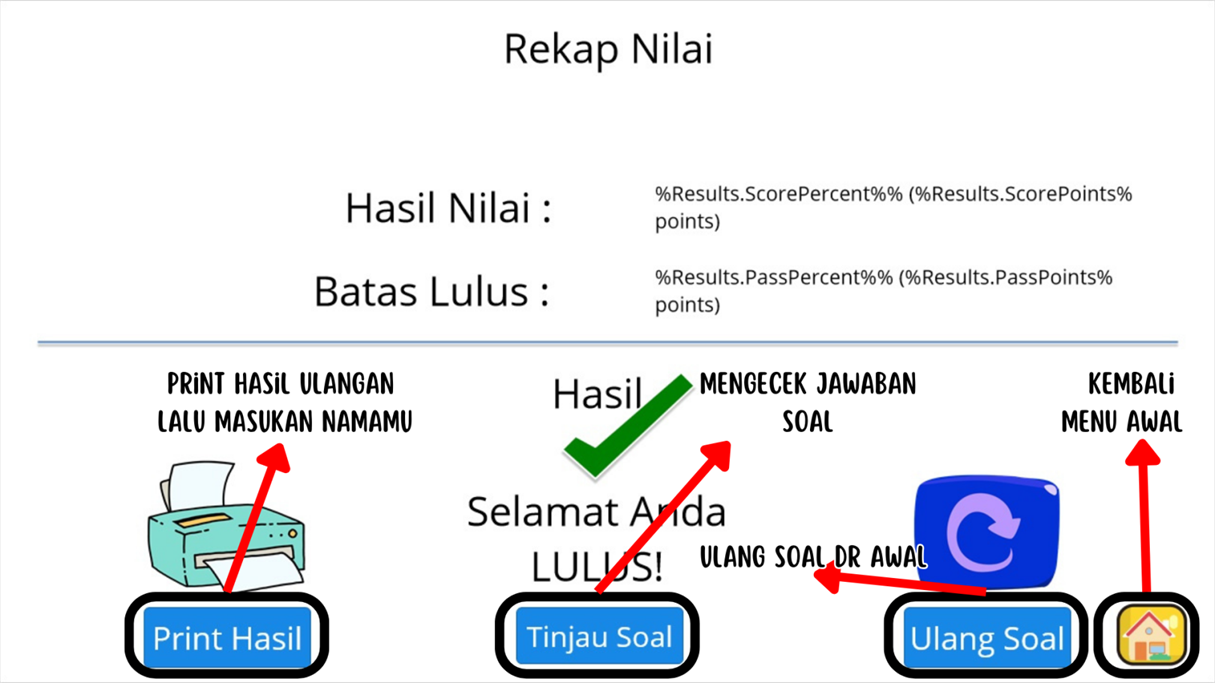 Rekap Nilai
Hasil Nilai :
%Results.ScorePercent%% (%Results.ScorePoints%
points)
Batas Lulus :
%Results.PassPercent%% (%Results.PassPoints%
points)
PRINT HASIL ULANGAN
LALU MASUKAN NAMAMU
Hasil
MENGECEK JAWABAN
SOAL
KEMBALI
MENU AWAL
Selamat Anda
LULUS!
ULANG SOAL DR AWAL
Print Hasil
Tinjau Soal
Ulang Soal